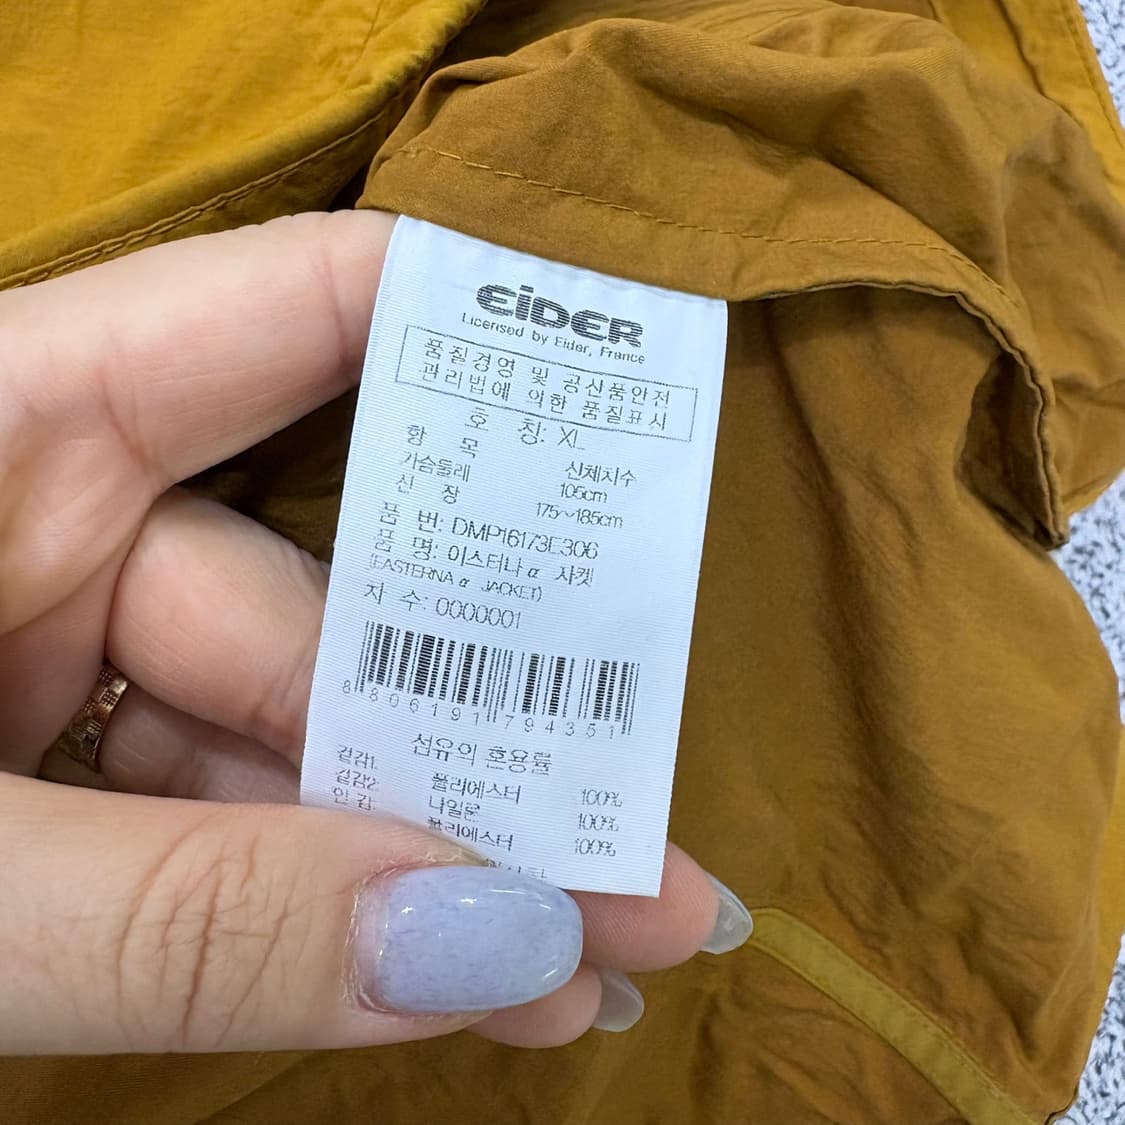 EiDER
Licensed by Eider, France
품질경영 및 공산품안전
관리법에 의한 품질표시
호 칭: XL
항 목 신체치수
가슴둘레 105cm
신 장 175~185cm
품 번: DMP16173E306
품 명: 이스터나 α 자켓
(EASTERNA α JACKET)
지 수: 0000001
8 806191 794351
섬유의 혼용률
겉감1: 폴리에스터 100%
겉감2: 나일론 100%
안 감: 폴리에스터 100%